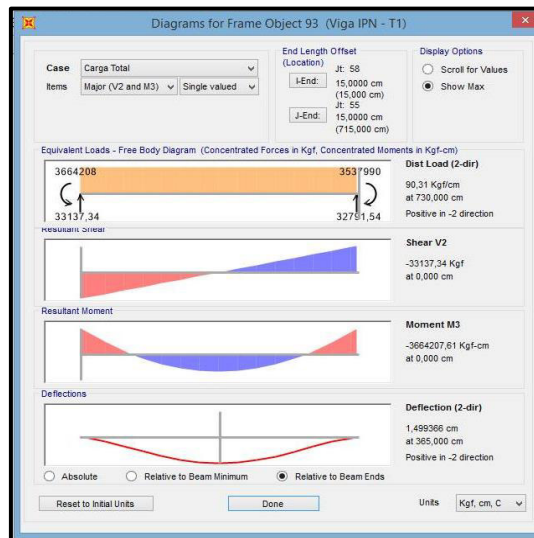 Diagrams for Frame Object 93 (Viga IPN - T1)
Case
Carga Total
Items
Major (V2 and M3)
Single valued
End Length Offset
(Location)
I-End:
Jt: 58
15,0000 cm
(15,0000 cm)
J-End:
Jt: 55
15,0000 cm
(715,0000 cm)
Display Options
Scroll for Values
Show Max
Equivalent Loads - Free Body Diagram (Concentrated Forces in Kgf, Concentrated Moments in Kgf-cm)
3664208
3537990
33137,34
32791,54
Dist Load (2-dir)
90,31 Kgf/cm
at 730,000 cm
Positive in -2 direction
Resultant Shear
Shear V2
-33137,34 Kgf
at 0,000 cm
Resultant Moment
Moment M3
-3664207,61 Kgf-cm
at 0,000 cm
Deflections
Deflection (2-dir)
1,499366 cm
at 365,000 cm
Positive in -2 direction
Absolute
Relative to Beam Minimum
Relative to Beam Ends
Reset to Initial Units
Done
Units
Kgf, cm, C